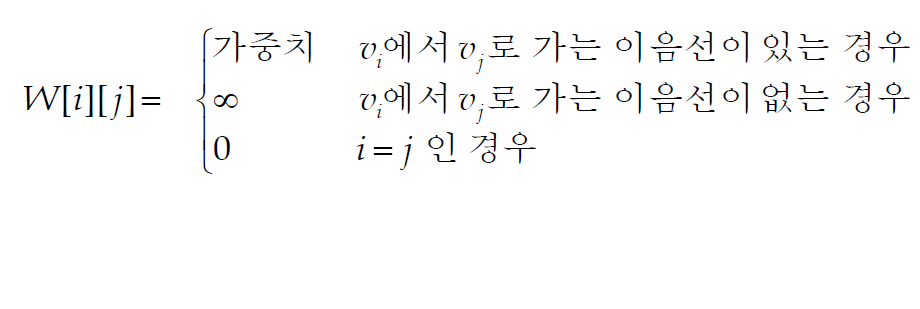 가중치 v_i에서 v_j로 가는 이음선이 있는 경우
W[i][j] = { ∞ v_i에서 v_j로 가는 이음선이 없는 경우
0 i = j 인 경우